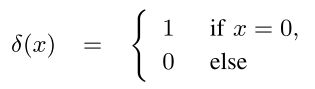 δ(x) = { 1 if x = 0,
0 else